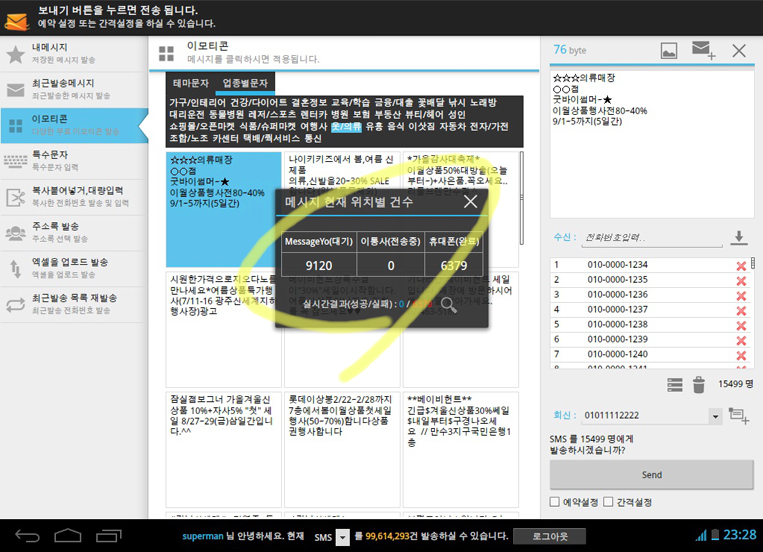 보내기 버튼을 누르면 전송 됩니다.
예약 설정 또는 간격설정을 하실 수 있습니다.
내메시지
저장된 메시지 발송
최근발송메시지
최근발송한 메시지 발송
이모티콘
다양한 무료 이모티콘 발송
특수문자
특수문자 입력
복사붙여넣기,대량입력
복사한 전화번호 발송 및 입력
주소록 발송
주소록 선택 발송
엑셀을 업로드 발송
엑셀을 업로드 발송
최근발송 목록 재발송
최근발송 전화번호 발송
이모티콘
메시지를 클릭하시면 적용됩니다.
테마문자 업종별문자
가구/인테리어 건강/다이어트 결혼정보 교육/학습 금융/대출 꽃배달 낚시 노래방
대리운전 동물병원 레저/스포츠 렌터카 병원 보험 부동산 뷰티/헤어 성인
쇼핑몰/오픈마켓 식품/슈퍼마켓 여행사 옷/의류 유흥 음식 이삿짐 자동차 전자/가전
조합/노조 카센터 택배/퀵서비스 통신
☆☆☆의류매장
○○점
굿바이썸머-★
이월상품행사전80~40%
9/1~5까지(5일간)
나이키키즈에서 봄,여름 신
제품
의류,신발을20~30% SALE
*가을감사대축제*
이월상품50%대방출(오늘
부터~)+사은품.꼭오세요..
메시지 현재 위치별 건수
MessageYo(대기) 이통사(전송중) 휴대폰(완료)
9120 0 6379
실시간결과(성공/실패) : 0 /
시원한가격으로지오다노를
만나세요*여름상품특가행
사(7/11-16 광주신세계지하
행사장)광고
"30%"세일이시작합니다.
세일
잠실점보그너 가을겨울신
상품 10%+자사5% "첫" 세
일 8/27~29(금)삼일간입니
다.^^
롯데이상봉2/22~2/28까지
7층에서봄이월상품첫세일
행사(50~70%)합니다상품
권행사합니다
**베이비헌트**
긴급$겨울신상품30%쎄일
$내일부터$구경나오세
요 // 만수3지구국민은행1
층
76 byte
☆☆☆의류매장
○○점
굿바이썸머-★
이월상품행사전80~40%
9/1~5까지(5일간)
수신 : 전화번호입력..
1 010-0000-1234
2 010-0000-1235
3 010-0000-1236
4 010-0000-1237
5 010-0000-1238
6 010-0000-1239
7 010-0000-1240
8 010-0000-1241
15499 명
회신 : 01011112222
SMS 를 15499 명에게
발송하시겠습니까?
Send
예약설정 간격설정
superman 님 안녕하세요. 현재 SMS 를 99,614,293건 발송하실 수 있습니다. 로그아웃
23:28